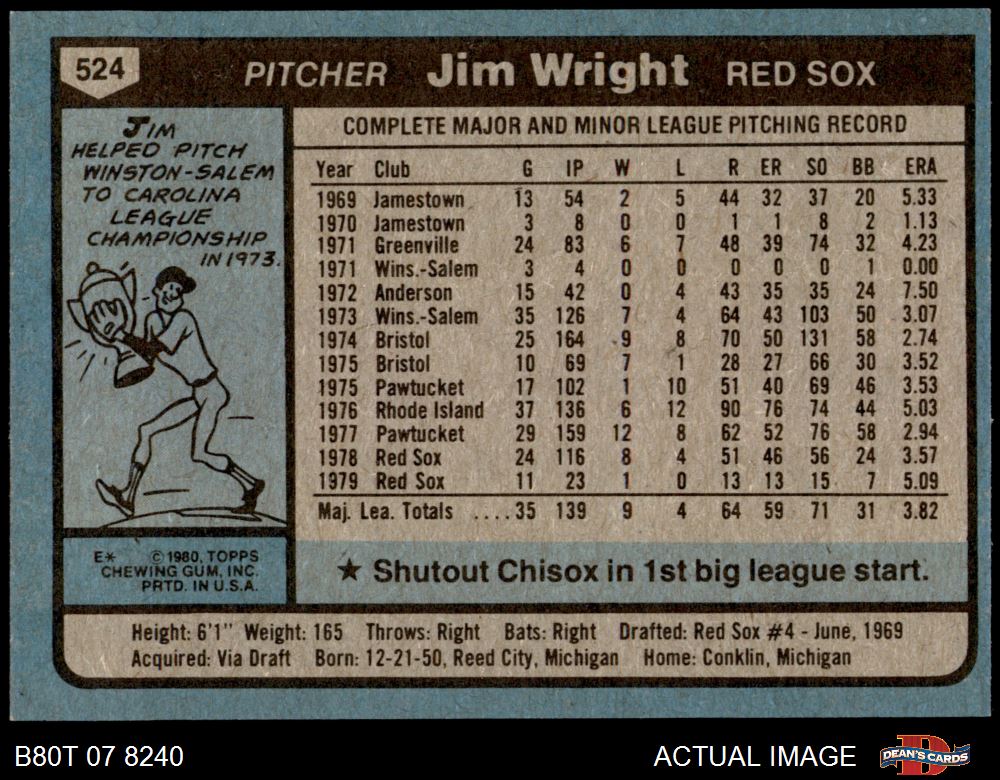 524
PITCHER Jim Wright RED SOX
JIM
HELPED PITCH
WINSTON-SALEM
TO CAROLINA
LEAGUE
CHAMPIONSHIP
IN 1973.
COMPLETE MAJOR AND MINOR LEAGUE PITCHING RECORD
Year Club G IP W L R ER SO BB ERA
1969 Jamestown 13 54 2 5 44 32 37 20 5.33
1970 Jamestown 3 8 0 0 1 1 8 2 1.13
1971 Greenville 24 83 6 7 48 39 74 32 4.23
1971 Wins.-Salem 3 4 0 0 0 0 0 1 0.00
1972 Anderson 15 42 0 4 43 35 35 24 7.50
1973 Wins.-Salem 35 126 7 4 64 43 103 50 3.07
1974 Bristol 25 164 9 8 70 50 131 58 2.74
1975 Bristol 10 69 7 1 28 27 66 30 3.52
1975 Pawtucket 17 102 1 10 51 40 69 46 3.53
1976 Rhode Island 37 136 6 12 90 76 74 44 5.03
1977 Pawtucket 29 159 12 8 62 52 76 58 2.94
1978 Red Sox 24 116 8 4 51 46 56 24 3.57
1979 Red Sox 11 23 1 0 13 13 15 7 5.09
Maj. Lea. Totals ....35 139 9 4 64 59 71 31 3.82
★ Shutout Chisox in 1st big league start.
E* © 1980, TOPPS
CHEWING GUM, INC.
PRTD. IN U.S.A.
Height: 6'1" Weight: 165 Throws: Right Bats: Right Drafted: Red Sox #4 - June, 1969
Acquired: Via Draft Born: 12-21-50, Reed City, Michigan Home: Conklin, Michigan
B80T 07 8240
ACTUAL IMAGE
D
DEAN'S CARDS